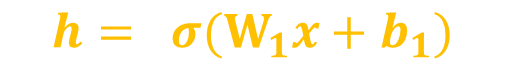 h = σ(W₁x + b₁)